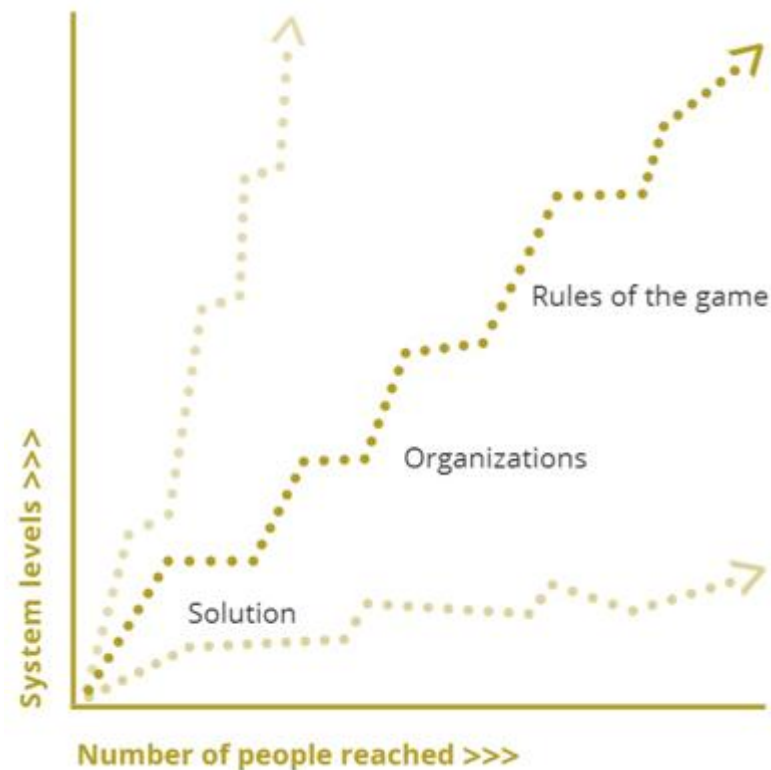 Rules of the game
Organizations
Solution
System levels >>>
Number of people reached >>>